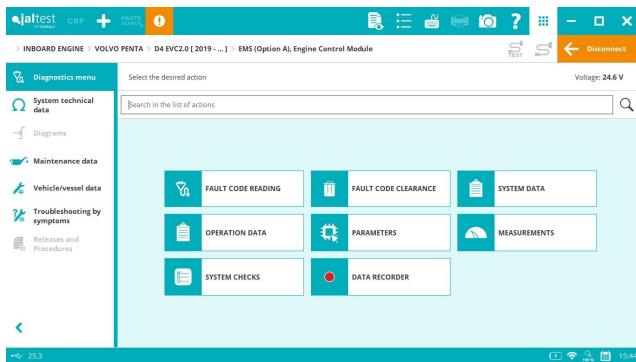 jaltest GRP PARTS SEARCH
> INBOARD ENGINE > VOLVO PENTA > D4 EVC2.0 [ 2019 - ... ] > EMS (Option A), Engine Control Module
TEST
Disconnect
Diagnostics menu
Select the desired action
Voltage: 24.6 V
System technical data
Search in the list of actions
Diagrams
Maintenance data
Vehicle/vessel data
Troubleshooting by symptoms
Releases and Procedures
FAULT CODE READING
FAULT CODE CLEARANCE
SYSTEM DATA
OPERATION DATA
PARAMETERS
MEASUREMENTS
SYSTEM CHECKS
DATA RECORDER
25.3
100%
15:44